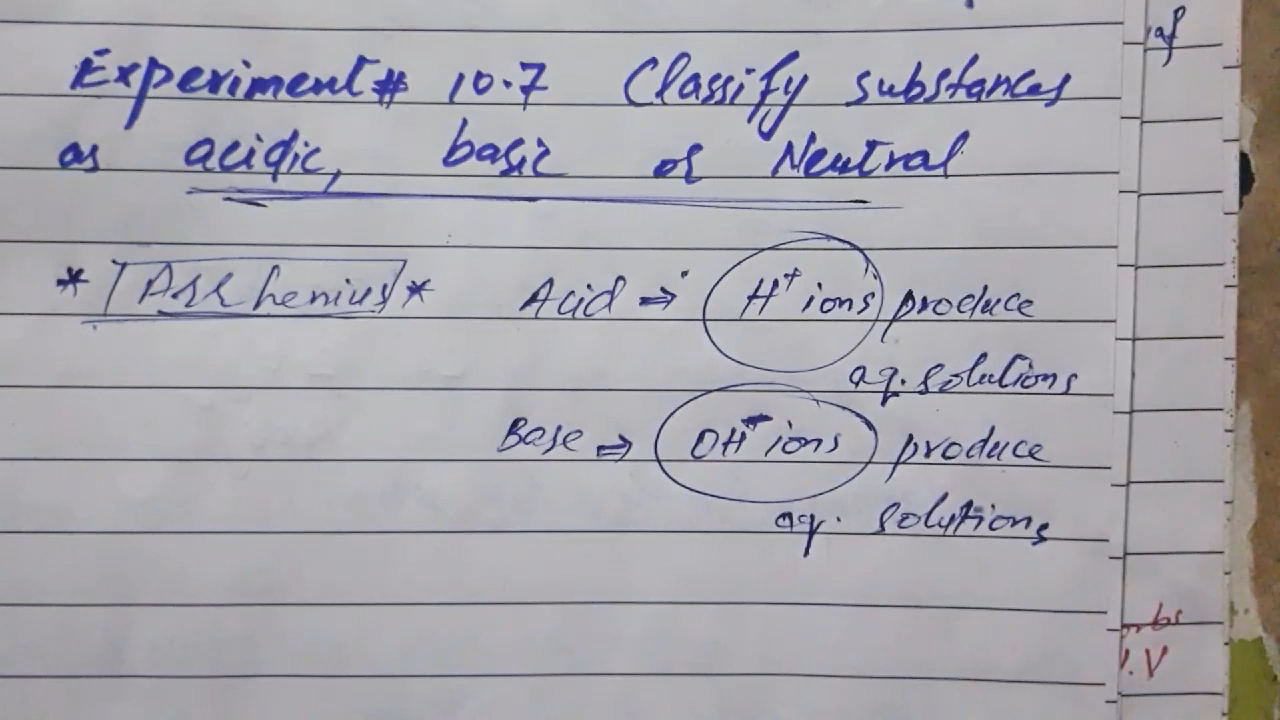 Experiment# 10.7 Classify substances
as acidic, basic or Neutral
* Arrhenius * Acid ⇒ H⁺ ions produce
aq. solutions
Base ⇒ OH⁻ ions produce
aq. solutions